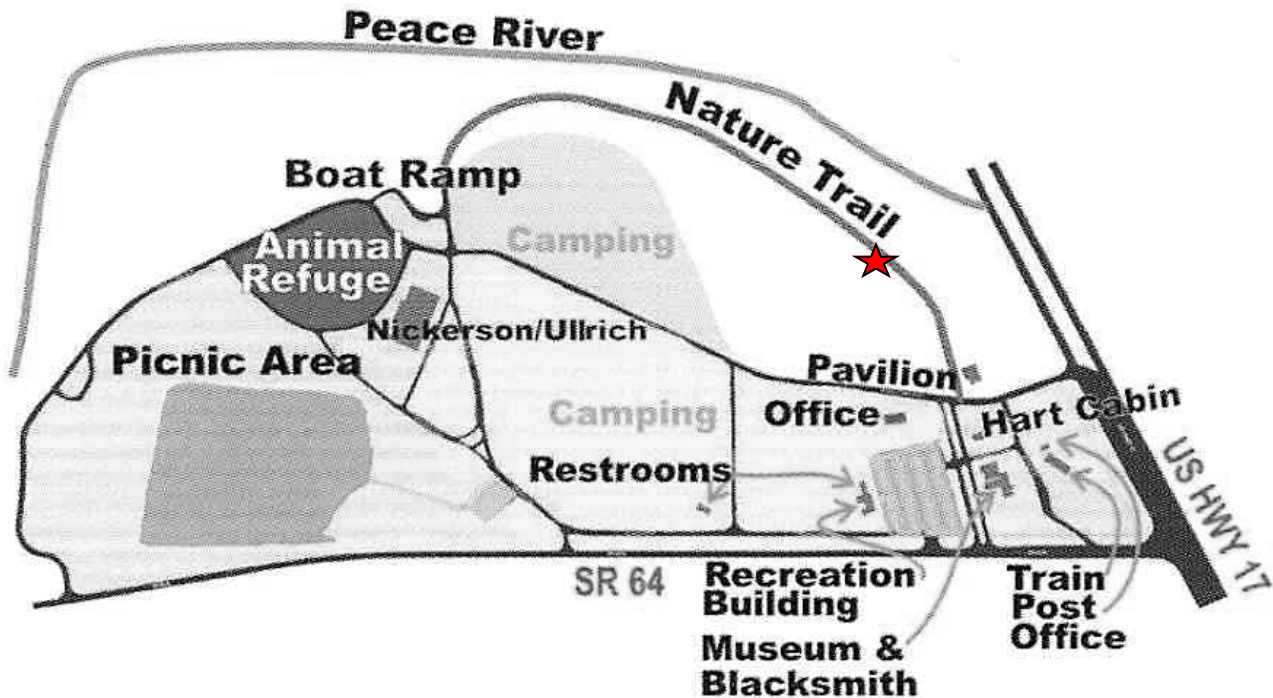 Peace River
Nature Trail
Boat Ramp
Camping
Animal
Refuge
Nickerson/Ullrich
Picnic Area
Pavilion
Camping
Office
Hart Cabin
Restrooms
US HWY 17
SR 64
Recreation
Building
Train
Post
Office
Museum &
Blacksmith